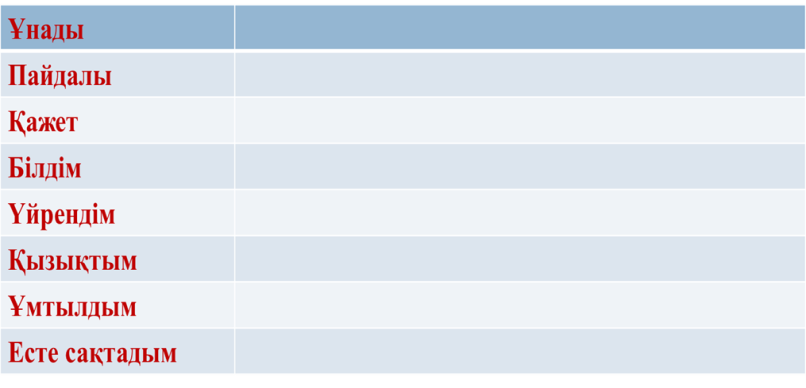 Ұнады
Пайдалы
Қажет
Білдім
Үйрендім
Қызықтым
Ұмтылдым
Есте сақтадым